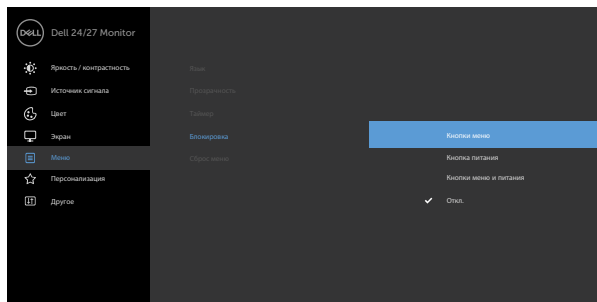 DELL
Dell 24/27 Monitor
Яркость / контрастность
Источник сигнала
Цвет
Экран
Меню
Персонализация
Другое
Язык
Прозрачность
Таймер
Блокировка
Сброс меню
Кнопки меню
Кнопка питания
Кнопки меню и питания
Откл.